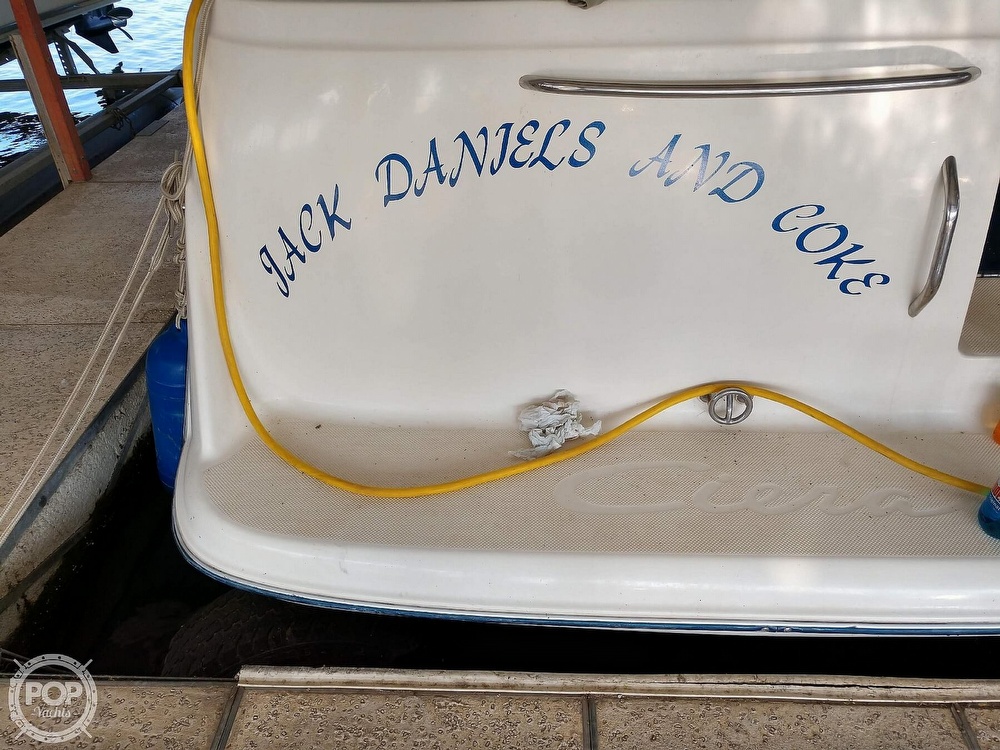 JACK DANIELS AND COKE
Ciera
POP
Yachts